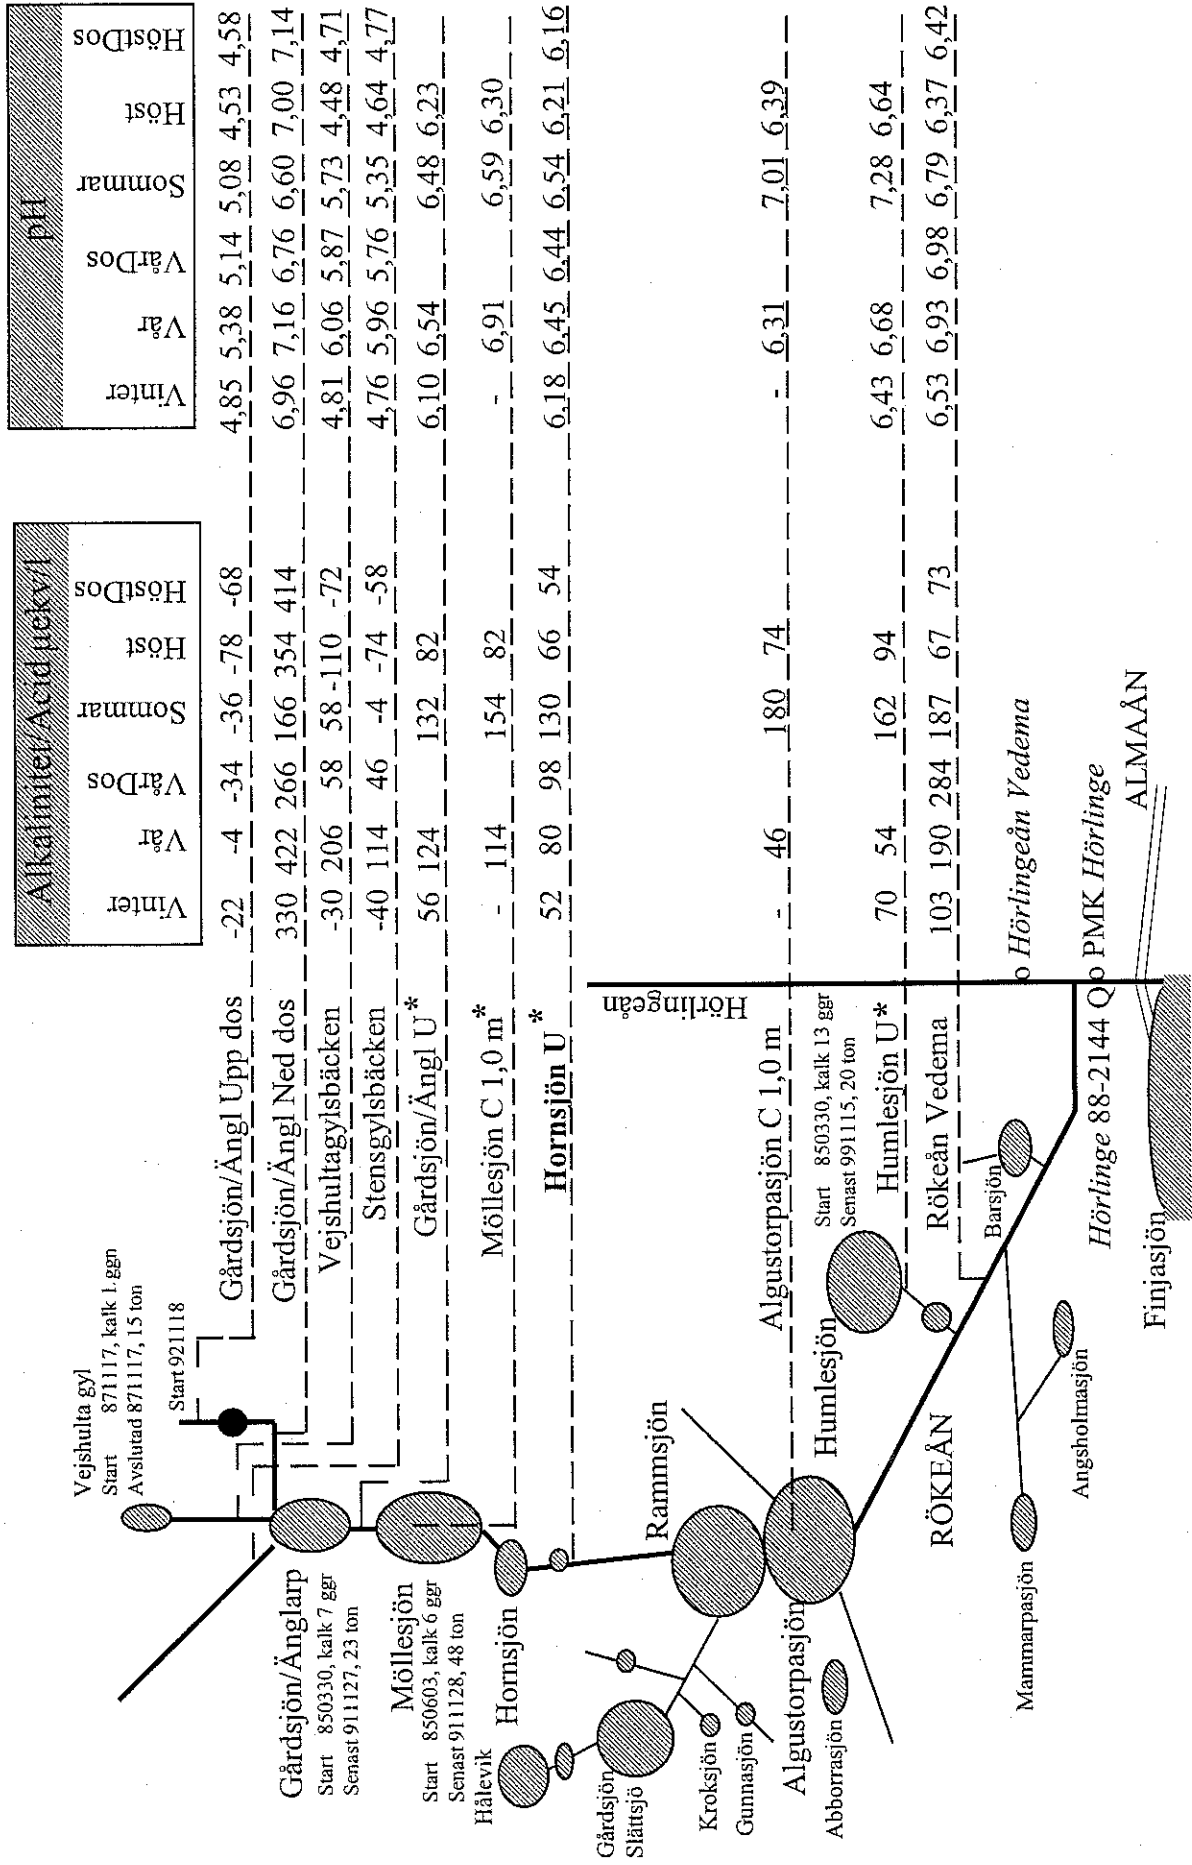 Alkalinitet/Acid µekv/l
pH
Vinter Vår VårDos Sommar Höst HöstDos
Vinter Vår VårDos Sommar Höst HöstDos
Vejshulta gyl
Start 871117, kalk 1 ggn
Avslutad 871117, 15 ton
Start 921118
Gårdsjön/Ängl Upp dos -22 -4 -34 -36 -78 -68 4,85 5,38 5,14 5,08 4,53 4,58
Gårdsjön/Ängl Ned dos 330 422 266 166 354 414 6,96 7,16 6,76 6,60 7,00 7,14
Vejshultagylsbäcken -30 206 58 58 -110 -72 4,81 6,06 5,87 5,73 4,48 4,71
Stensgylsbäcken -40 114 46 -4 -74 -58 4,76 5,96 5,76 5,35 4,64 4,77
Gårdsjön/Ängl U* 56 124 132 82 6,10 6,54 6,48 6,23
Möllesjön C 1,0 m* - 114 154 82 - 6,91 6,59 6,30
Hornsjön U* 52 80 98 130 66 54 6,18 6,45 6,44 6,54 6,21 6,16
Algustorpasjön C 1,0 m - 46 180 74 - 6,31 7,01 6,39
Humlesjön U* 70 54 162 94 6,43 6,68 7,28 6,64
Rökeån Vedema 103 190 284 187 67 73 6,53 6,93 6,98 6,79 6,37 6,42
Gårdsjön/Änglarp
Start 850330, kalk 7 ggr
Senast 911127, 23 ton
Möllesjön
Start 850603, kalk 6 ggr
Senast 911128, 48 ton
Hålevik
Hornsjön
Gårdsjön
Slättsjö
Kroksjön
Gunnasjön
Rammsjön
Algustorpasjön
Abborrasjön
Humlesjön
Start 850330, kalk 13 ggr
Senast 991115, 20 ton
Hörlingeån
RÖKEÅN
Barsjön
Mammarpasjön
Angsholmasjön
o Hörlingeån Vedema
Hörlinge 88-2144 Qo PMK Hörlinge
ALMAÅN
Finjasjön